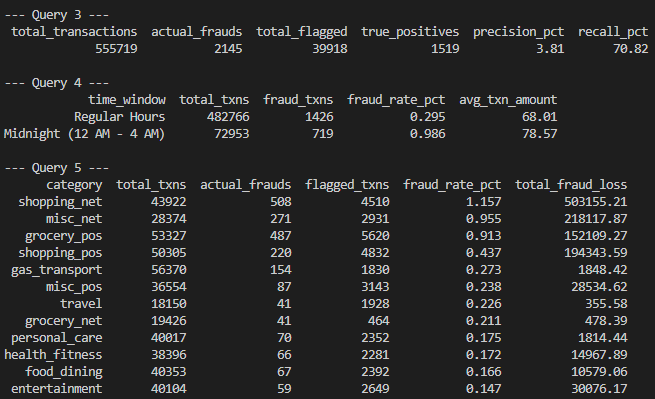 --- Query 3 ---
total_transactions actual_frauds total_flagged true_positives precision_pct recall_pct
555719 2145 39918 1519 3.81 70.82
--- Query 4 ---
time_window total_txns fraud_txns fraud_rate_pct avg_txn_amount
Regular Hours 482766 1426 0.295 68.01
Midnight (12 AM - 4 AM) 72953 719 0.986 78.57
--- Query 5 ---
category total_txns actual_frauds flagged_txns fraud_rate_pct total_fraud_loss
shopping_net 43922 508 4510 1.157 503155.21
misc_net 28374 271 2931 0.955 218117.87
grocery_pos 53327 487 5620 0.913 152109.27
shopping_pos 50305 220 4832 0.437 194343.59
gas_transport 56370 154 1830 0.273 1848.42
misc_pos 36554 87 3143 0.238 28534.62
travel 18150 41 1928 0.226 355.58
grocery_net 19426 41 464 0.211 478.39
personal_care 40017 70 2352 0.175 1814.44
health_fitness 38396 66 2281 0.172 14967.89
food_dining 40353 67 2392 0.166 10579.06
entertainment 40104 59 2649 0.147 30076.17